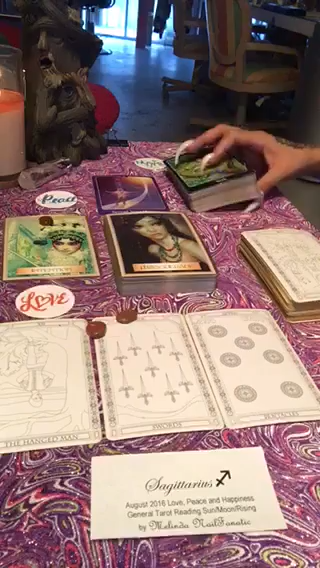 Peace
LOVE
THE HANGED MAN
SWORDS
PENTACLES
Sagittarius ♐
August 2016 Love, Peace and Happiness
General Tarot Reading Sun/Moon/Rising
by Melinda NailFanatic